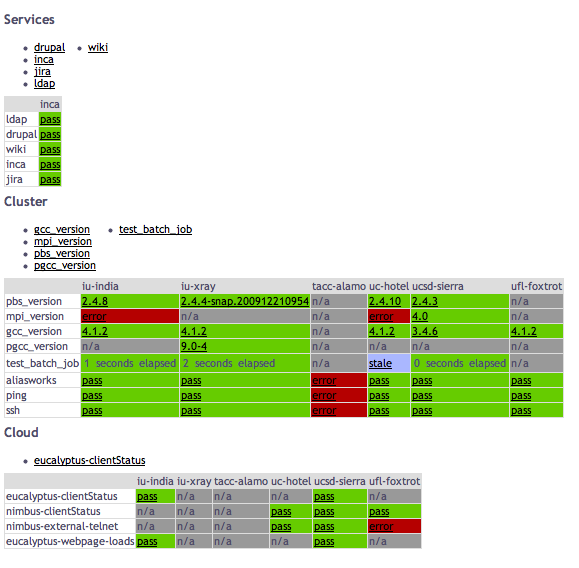 Services
drupal wiki
inca
jira
ldap
inca
ldap pass
drupal pass
wiki pass
inca pass
jira pass
Cluster
gcc_version test_batch_job
mpi_version
pbs_version
pgcc_version
iu-india iu-xray tacc-alamo uc-hotel ucsd-sierra ufl-foxtrot
pbs_version 2.4.8 2.4.4-snap.200912210954 n/a 2.4.10 2.4.3 n/a
mpi_version error n/a n/a error 4.0 n/a
gcc_version 4.1.2 4.1.2 n/a 4.1.2 3.4.6 4.1.2
pgcc_version n/a 9.0-4 n/a n/a n/a n/a
test_batch_job 1 seconds elapsed 2 seconds elapsed n/a stale 0 seconds elapsed n/a
aliasworks pass pass error pass pass pass
ping pass pass error pass pass pass
ssh pass pass error pass pass pass
Cloud
eucalyptus-clientStatus
iu-india iu-xray tacc-alamo uc-hotel ucsd-sierra ufl-foxtrot
eucalyptus-clientStatus pass n/a n/a n/a pass n/a
nimbus-clientStatus n/a n/a n/a pass pass pass
nimbus-external-telnet n/a n/a n/a pass pass error
eucalyptus-webpage-loads pass n/a n/a n/a pass n/a